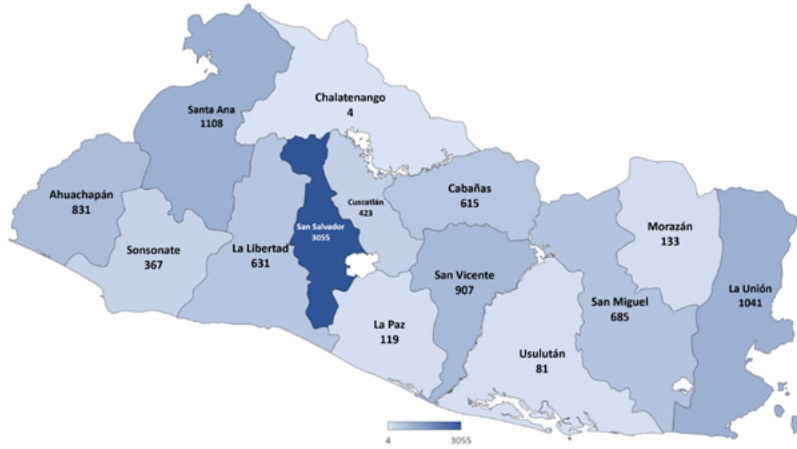 Chalatenango
4
Santa Ana
1108
Ahuachapán
831
Sonsonate
367
La Libertad
631
San Salvador
3055
Cuscatlán
423
Cabañas
615
San Vicente
907
La Paz
119
Usulután
81
San Miguel
685
Morazán
133
La Unión
1041
4 3055